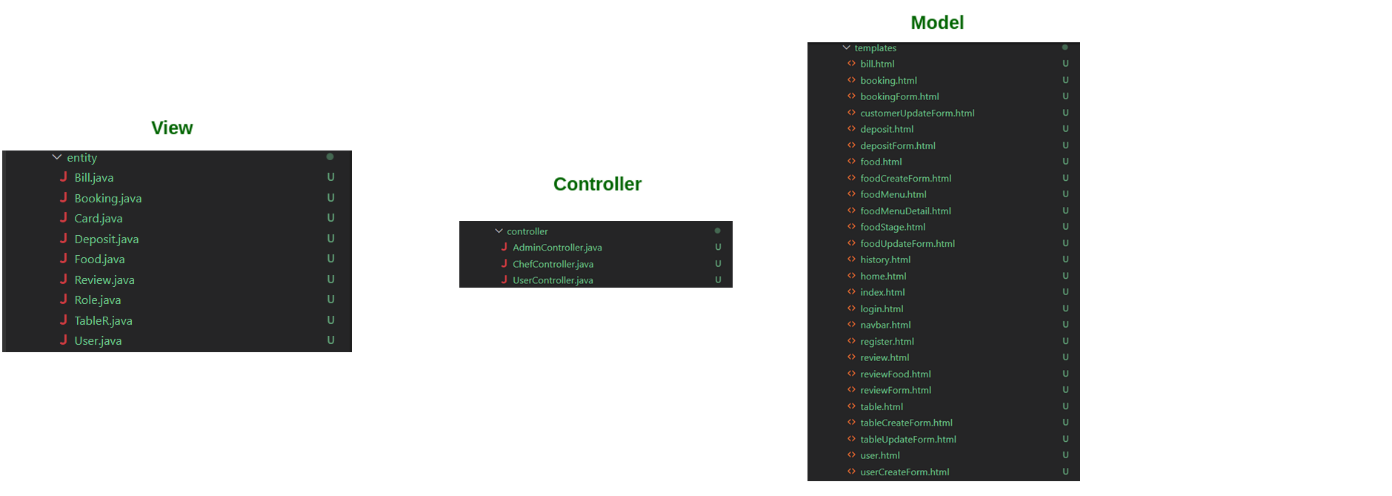 View
entity
Bill.java U
Booking.java U
Card.java U
Deposit.java U
Food.java U
Review.java U
Role.java U
TableR.java U
User.java U
Controller
controller
AdminController.java U
ChefController.java U
UserController.java U
Model
templates
bill.html U
booking.html U
bookingForm.html U
customerUpdateForm.html U
deposit.html U
depositForm.html U
food.html U
foodCreateForm.html U
foodMenu.html U
foodMenuDetail.html U
foodStage.html U
foodUpdateForm.html U
history.html U
home.html U
index.html U
login.html U
navbar.html U
register.html U
review.html U
reviewFood.html U
reviewForm.html U
table.html U
tableCreateForm.html U
tableUpdateForm.html U
user.html U
userCreateForm.html U